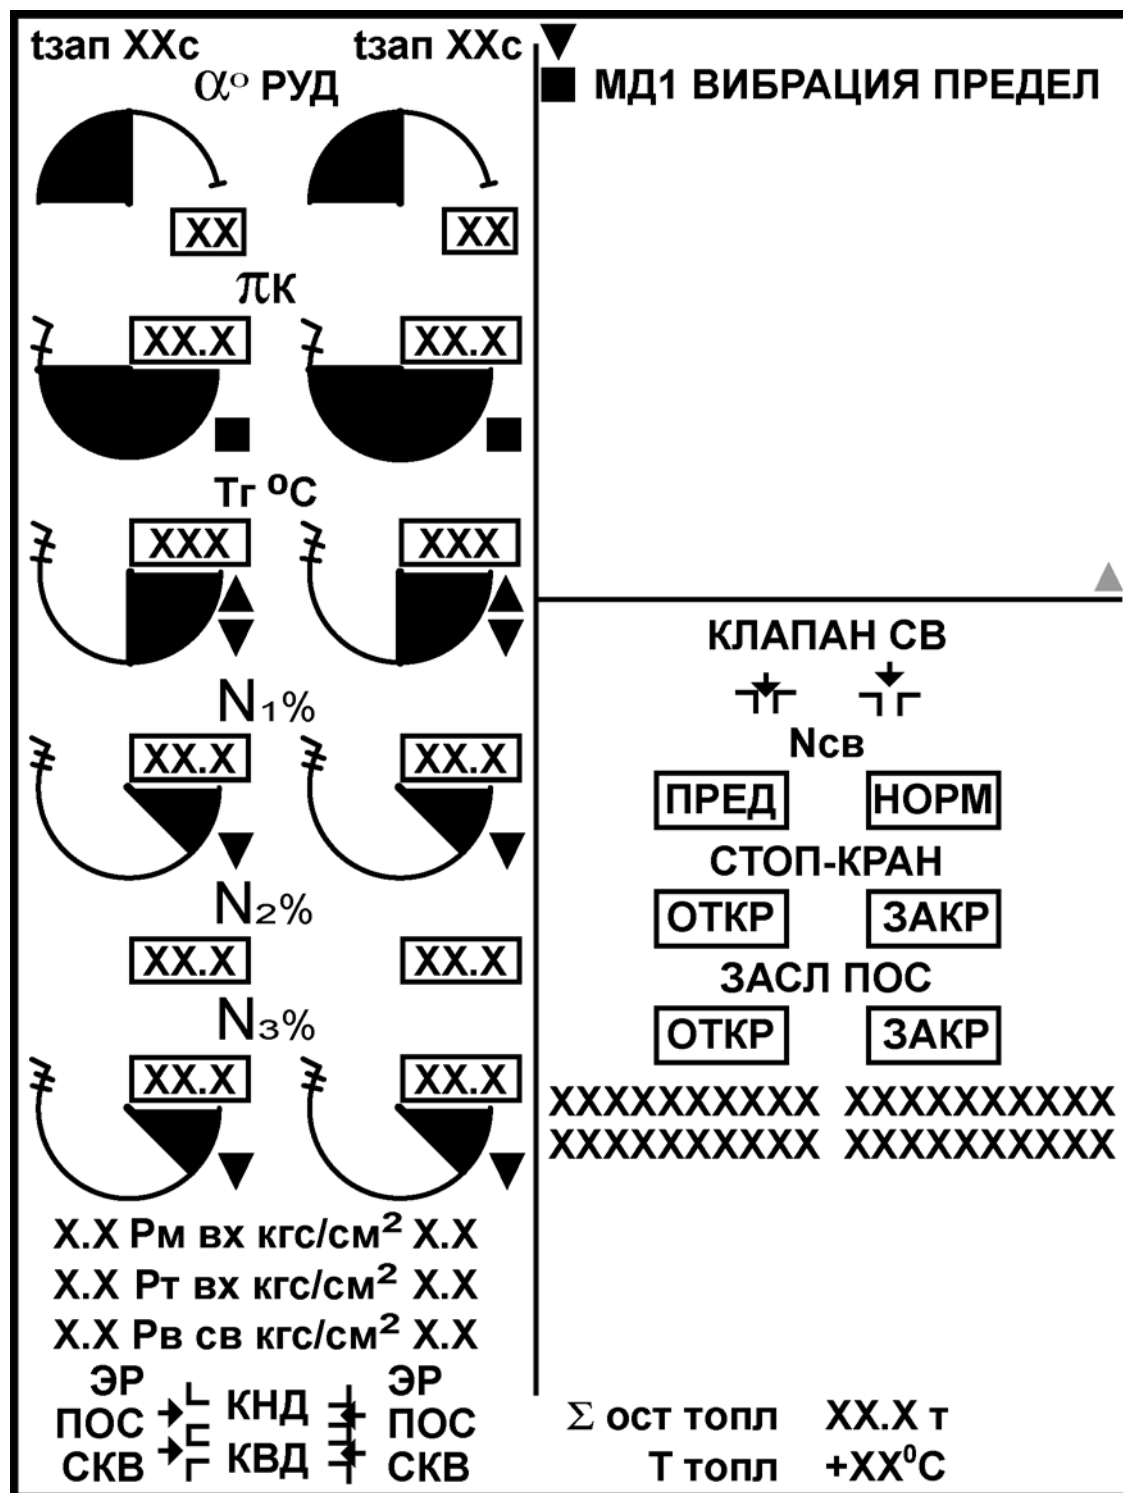 tзап XXc tзап XXc
α° РУД
XX XX
πК
XX.X XX.X
Тг °С
XXX XXX
N1%
XX.X XX.X
N2%
XX.X XX.X
N3%
XX.X XX.X
X.X Рм вх кгс/см² X.X
X.X Рт вх кгс/см² X.X
X.X Рв св кгс/см² X.X
ЭР ЭР
ПОС КНД ПОС
СКВ КВД СКВ
МД1 ВИБРАЦИЯ ПРЕДЕЛ
КЛАПАН СВ
Nсв
ПРЕД НОРМ
СТОП-КРАН
ОТКР ЗАКР
ЗАСЛ ПОС
ОТКР ЗАКР
XXXXXXXXXX XXXXXXXXXX
XXXXXXXXXX XXXXXXXXXX
Σ ост топл XX.X т
Т топл +XX⁰С